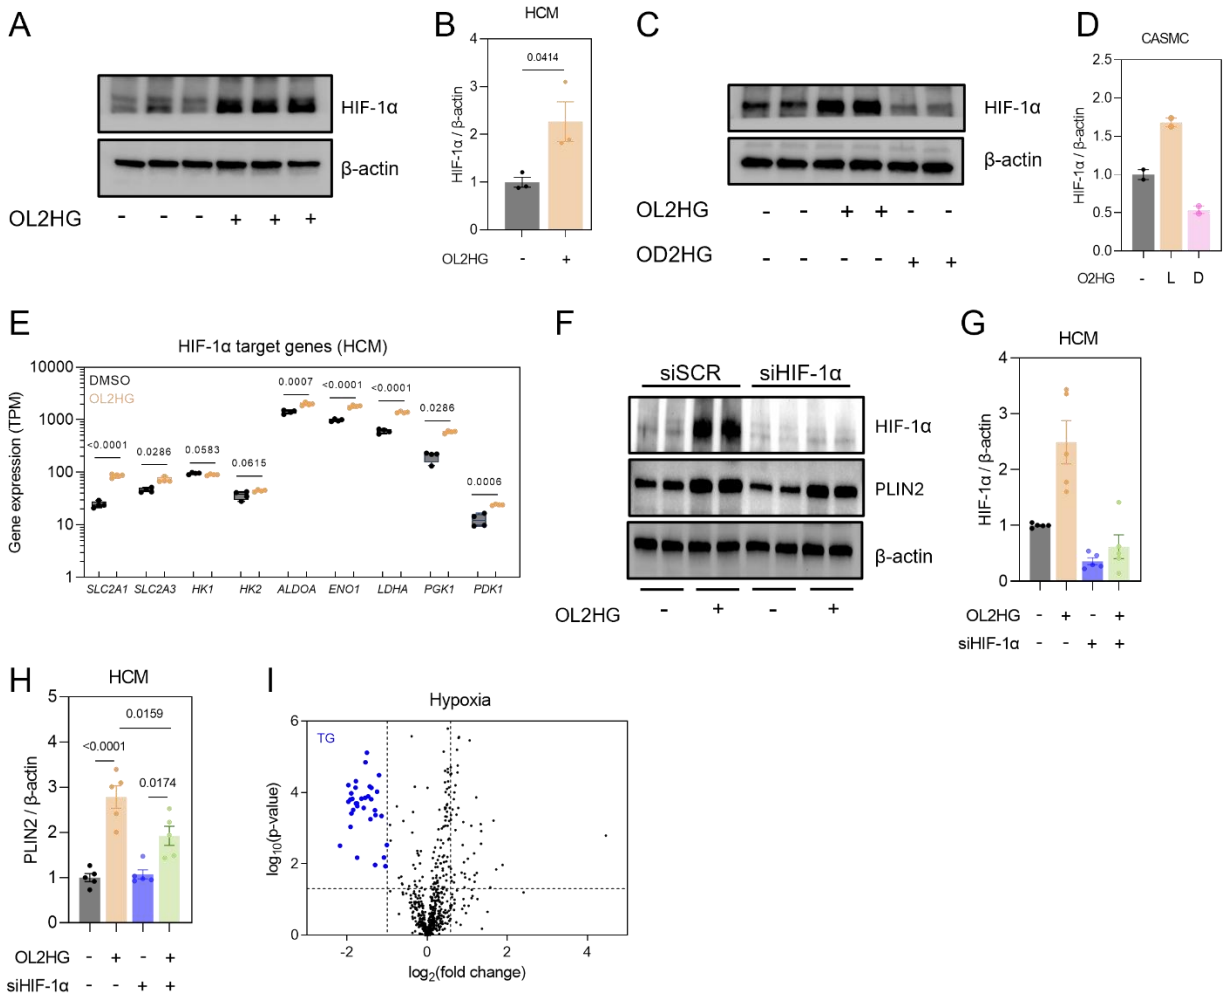 A
HIF-1α
β-actin
OL2HG - - - + + +
B
HCM
HIF-1α / β-actin
4
3
2
1
0
0.0414
OL2HG - +
C
HIF-1α
β-actin
OL2HG - - + + - -
OD2HG - - - - + +
D
CASMC
HIF-1α / β-actin
2.5
2.0
1.5
1.0
0.5
0.0
O2HG - L D
E
HIF-1α target genes (HCM)
Gene expression (TPM)
10000
1000
100
10
1
DMSO
OL2HG
<0.0001 0.0286 0.0583 0.0615 0.0007 <0.0001 <0.0001 0.0286 0.0006
SLC2A1 SLC2A3 HK1 HK2 ALDOA ENO1 LDHA PGK1 PDK1
F
siSCR siHIF-1α
HIF-1α
PLIN2
β-actin
OL2HG - + - +
G
HCM
HIF-1α / β-actin
4
3
2
1
0
OL2HG - + - +
siHIF-1α - - + +
H
HCM
PLIN2 / β-actin
5
4
3
2
1
0
0.0159
<0.0001
0.0174
OL2HG - + - +
siHIF-1α - - + +
I
Hypoxia
TG
log10(p-value)
6
4
2
0
-2 0 2 4
log2(fold change)